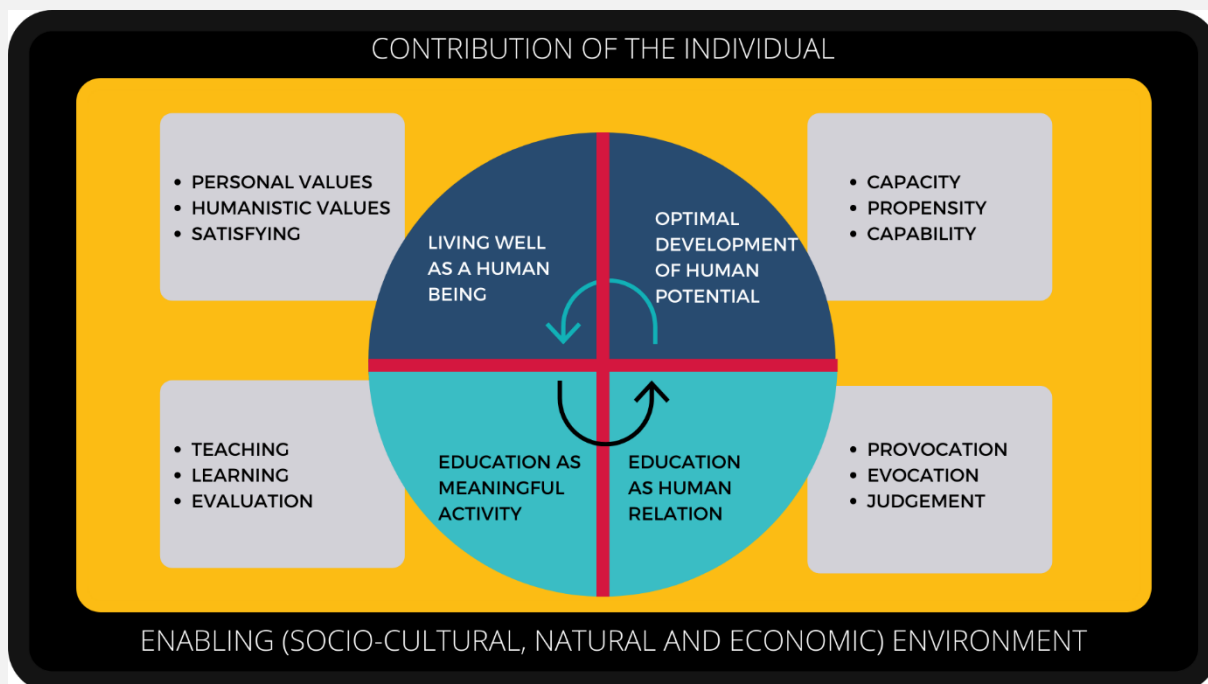 CONTRIBUTION OF THE INDIVIDUAL
• PERSONAL VALUES
• HUMANISTIC VALUES
• SATISFYING
LIVING WELL
AS A HUMAN
BEING
OPTIMAL
DEVELOPMENT
OF HUMAN
POTENTIAL
• CAPACITY
• PROPENSITY
• CAPABILITY
• TEACHING
• LEARNING
• EVALUATION
EDUCATION AS
MEANINGFUL
ACTIVITY
EDUCATION
AS HUMAN
RELATION
• PROVOCATION
• EVOCATION
• JUDGEMENT
ENABLING (SOCIO-CULTURAL, NATURAL AND ECONOMIC) ENVIRONMENT